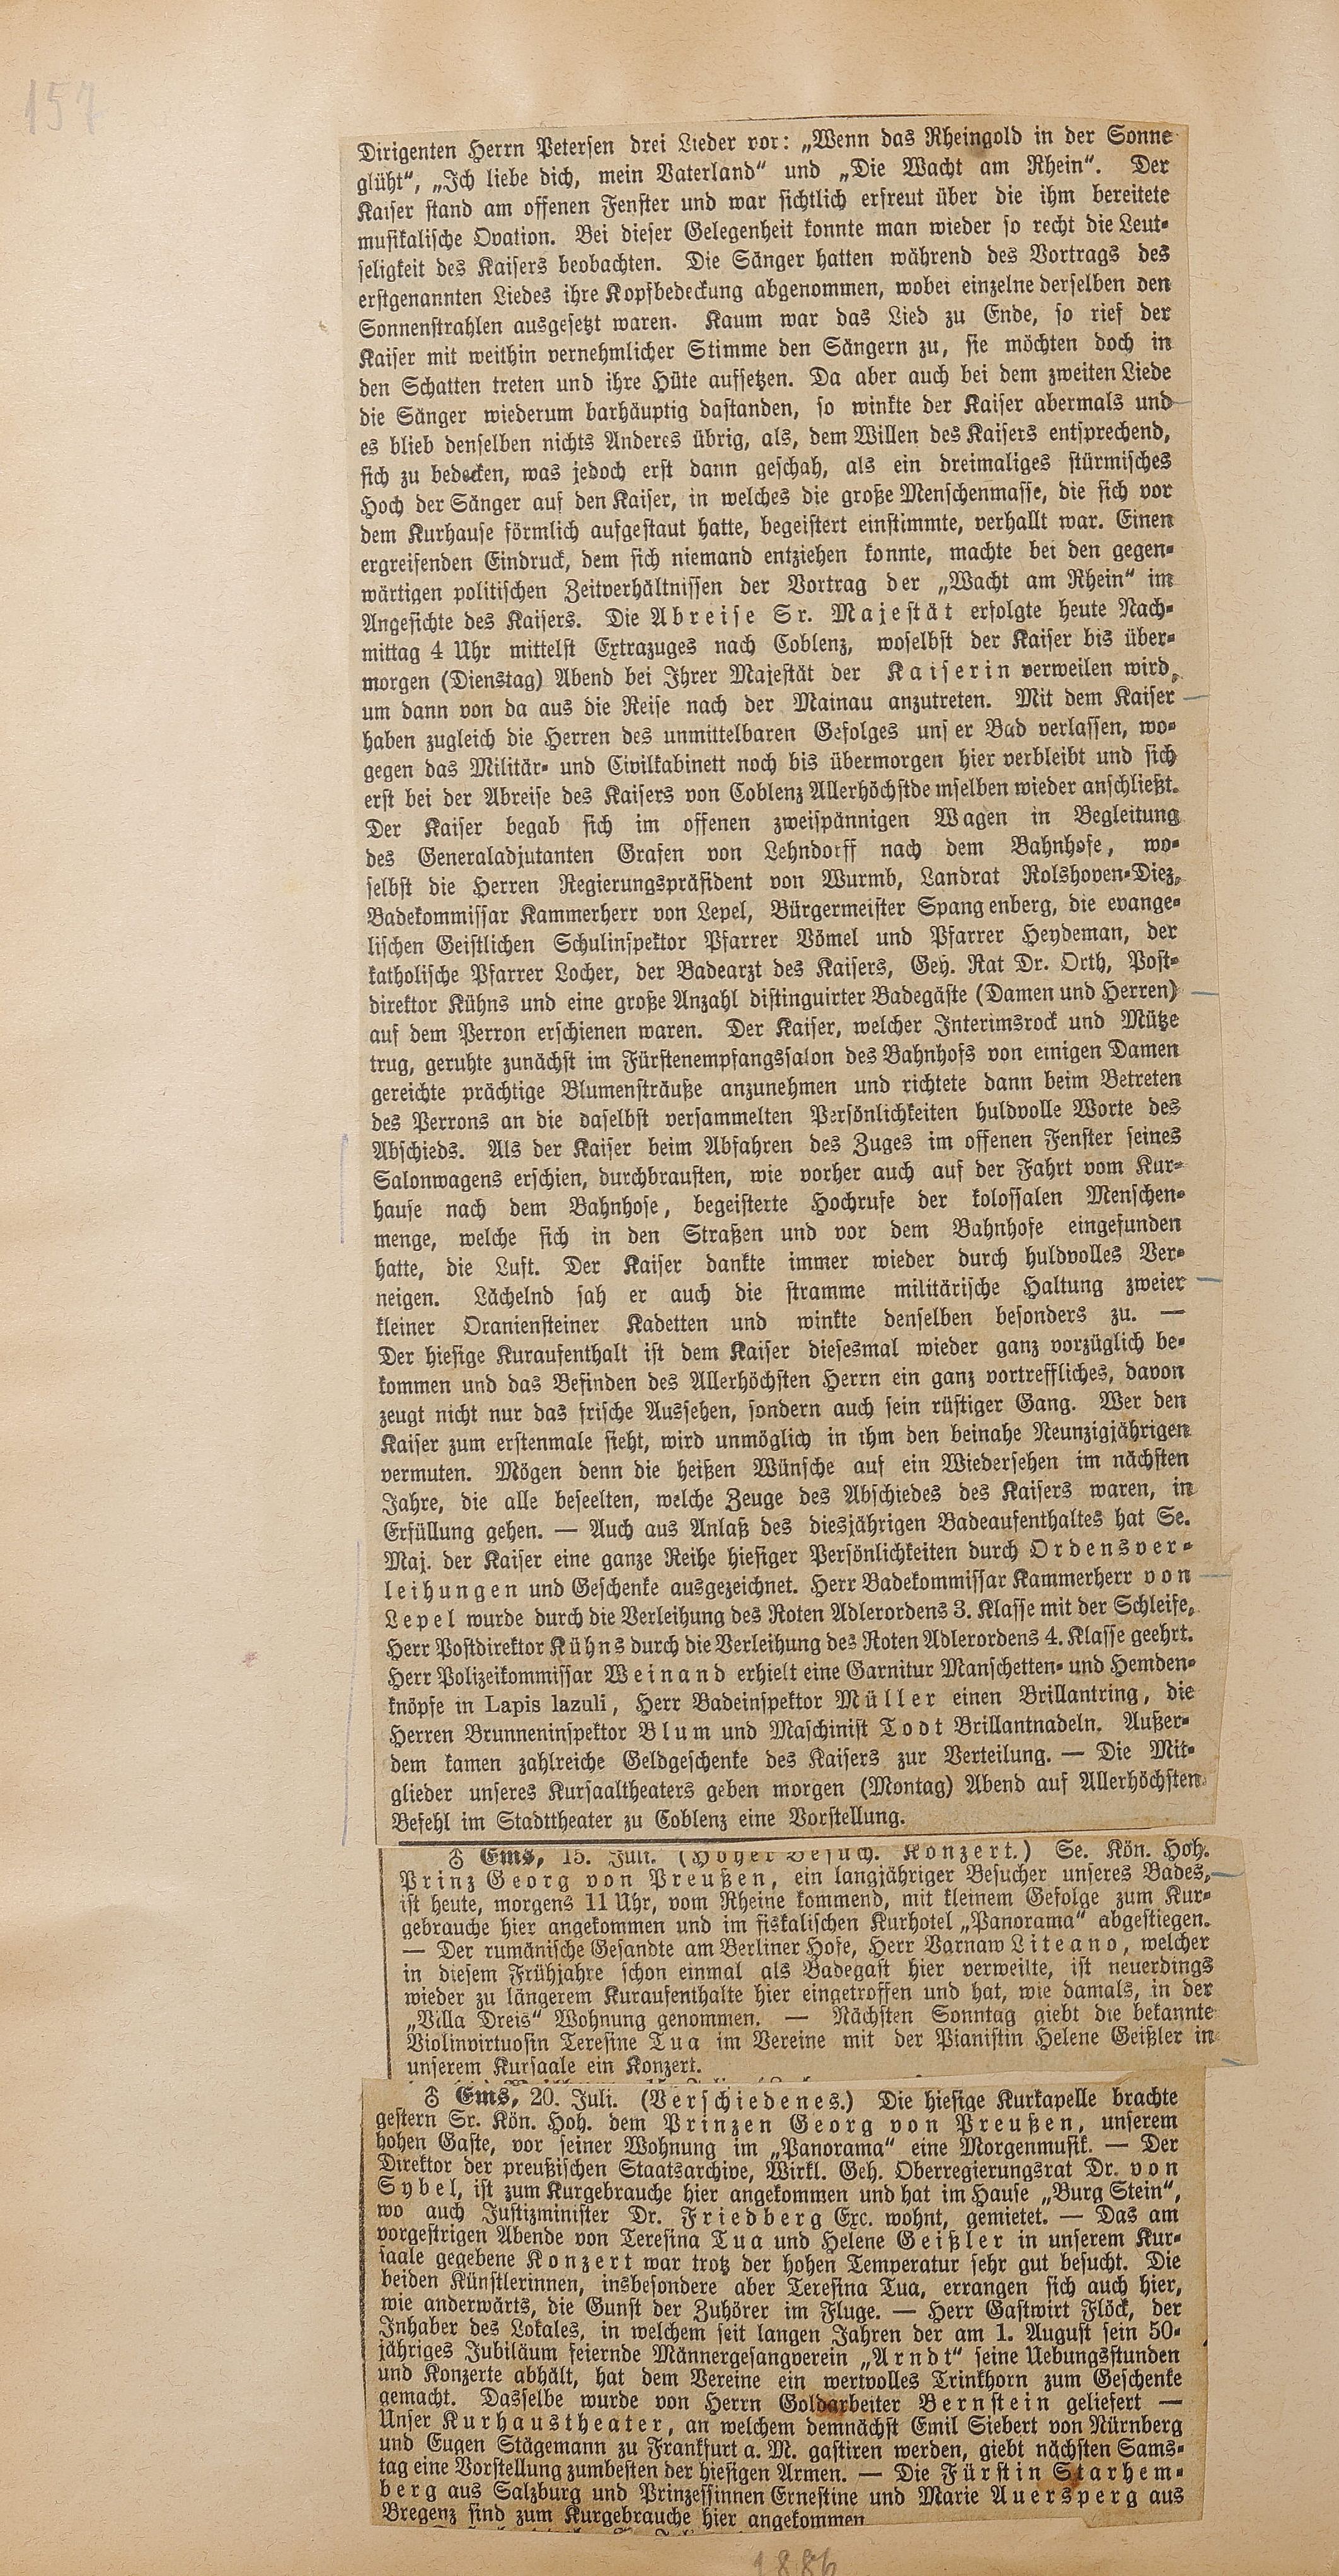 157
Dirigenten Herrn Petersen drei Lieder vor: „Wenn das Rheingold in der Sonne
glüht“, „Ich liebe dich, mein Vaterland“ und „Die Wacht am Rhein“. Der
Kaiser stand am offenen Fenster und war sichtlich erfreut über die ihm bereitete
musikalische Ovation. Bei dieser Gelegenheit konnte man wieder so recht die Leut-
seligkeit des Kaisers beobachten. Die Sänger hatten während des Vortrags des
erstgenannten Liedes ihre Kopfbedeckung abgenommen, wobei einzelne derselben den
Sonnenstrahlen ausgesetzt waren. Kaum war das Lied zu Ende, so rief der
Kaiser mit weithin vernehmlicher Stimme den Sängern zu, sie möchten doch in
den Schatten treten und ihre Hüte aufsetzen. Da aber auch bei dem zweiten Liede
die Sänger wiederum barhäuptig dastanden, so winkte der Kaiser abermals und
es blieb denselben nichts Anderes übrig, als, dem Willen des Kaisers entsprechend,
sich zu bedecken, was jedoch erst dann geschah, als ein dreimaliges stürmisches
Hoch der Sänger auf den Kaiser, in welches die große Menschenmasse, die sich vor
dem Kurhause förmlich aufgestaut hatte, begeistert einstimmte, verhallt war. Einen
ergreifenden Eindruck, dem sich niemand entziehen konnte, machte bei den gegen-
wärtigen politischen Zeitverhältnissen der Vortrag der „Wacht am Rhein“ im
Angesichte des Kaisers. Die Abreise Sr. Majestät erfolgte heute Nach-
mittag 4 Uhr mittelst Extrazuges nach Coblenz, woselbst der Kaiser bis über-
morgen (Dienstag) Abend bei Ihrer Majestät der Kaiserin verweilen wird,
um dann von da aus die Reise nach der Mainau anzutreten. Mit dem Kaiser
haben zugleich die Herren des unmittelbaren Gefolges unser Bad verlassen, wo-
gegen das Militär- und Civilkabinett noch bis übermorgen hier verbleibt und sich
erst bei der Abreise des Kaisers von Coblenz Allerhöchstdemselben wieder anschließt.
Der Kaiser begab sich im offenen zweispännigen Wagen in Begleitung
des Generaladjutanten Grafen von Lehndorff nach dem Bahnhofe, wo-
selbst die Herren Regierungspräsident von Wurmb, Landrat Rolshoven-Diez,
Badekommissar Kammerherr von Lepel, Bürgermeister Spangenberg, die evange-
lischen Geistlichen Schulinspektor Pfarrer Vömel und Pfarrer Heydeman, der
katholische Pfarrer Locher, der Badearzt des Kaisers, Geh. Rat Dr. Orth, Post-
direktor Kühns und eine große Anzahl distinguirter Badegäste (Damen und Herren)
auf dem Perron erschienen waren. Der Kaiser, welcher Interimsrock und Mütze
trug, geruhte zunächst im Fürstenempfangssalon des Bahnhofs von einigen Damen
gereichte prächtige Blumensträuße anzunehmen und richtete dann beim Betreten
des Perrons an die daselbst versammelten Persönlichkeiten huldvolle Worte des
Abschieds. Als der Kaiser beim Abfahren des Zuges im offenen Fenster seines
Salonwagens erschien, durchbrausten, wie vorher auch auf der Fahrt vom Kur-
hause nach dem Bahnhofe, begeisterte Hochrufe der kolossalen Menschen-
menge, welche sich in den Straßen und vor dem Bahnhofe eingefunden
hatte, die Luft. Der Kaiser dankte immer wieder durch huldvolles Ver-
neigen. Lächelnd sah er auch die stramme militärische Haltung zweier
kleiner Oraniensteiner Kadetten und winkte denselben besonders zu. —
Der hiesige Kuraufenthalt ist dem Kaiser diesesmal wieder ganz vorzüglich be-
kommen und das Befinden des Allerhöchsten Herrn ein ganz vortreffliches, davon
zeugt nicht nur das frische Aussehen, sondern auch sein rüstiger Gang. Wer den
Kaiser zum erstenmale sieht, wird unmöglich in ihm den beinahe Neunzigjährigen
vermuten. Mögen denn die heißen Wünsche auf ein Wiedersehen im nächsten
Jahre, die alle beseelten, welche Zeuge des Abschiedes des Kaisers waren, in
Erfüllung gehen. — Auch aus Anlaß des diesjährigen Badeaufenthaltes hat Se.
Maj. der Kaiser eine ganze Reihe hiesiger Persönlichkeiten durch Ordensver-
leihungen und Geschenke ausgezeichnet. Herr Badekommissar Kammerherr von
Lepel wurde durch die Verleihung des Roten Adlerordens 3. Klasse mit der Schleife,
Herr Postdirektor Kühns durch die Verleihung des Roten Adlerordens 4. Klasse geehrt.
Herr Polizeikommissar Weinand erhielt eine Garnitur Manschetten- und Hemden-
knöpfe in Lapis lazuli, Herr Badeinspektor Müller einen Brillantring, die
Herren Brunneninspektor Blum und Maschinist Todt Brillantnadeln. Außer-
dem kamen zahlreiche Geldgeschenke des Kaisers zur Verteilung. — Die Mit-
glieder unseres Kursaaltheaters geben morgen (Montag) Abend auf Allerhöchsten
Befehl im Stadttheater zu Coblenz eine Vorstellung.
♁ Ems, 15. Juli. (Hoher Besuch. Konzert.) Se. Kön. Hoh.
Prinz Georg von Preußen, ein langjähriger Besucher unseres Bades,
ist heute, morgens 11 Uhr, vom Rheine kommend, mit kleinem Gefolge zum Kur-
gebrauche hier angekommen und im fiskalischen Kurhotel „Panorama“ abgestiegen.
— Der rumänische Gesandte am Berliner Hofe, Herr Varnaw Liteano, welcher
in diesem Frühjahre schon einmal als Badegast hier verweilte, ist neuerdings
wieder zu längerem Kuraufenthalte hier eingetroffen und hat, wie damals, in der
„Villa Dreis“ Wohnung genommen. — Nächsten Sonntag giebt die bekannte
Violinvirtuosin Teresine Tua im Vereine mit der Pianistin Helene Geißler in
unserem Kursaale ein Konzert.
♁ Ems, 20. Juli. (Verschiedenes.) Die hiesige Kurkapelle brachte
gestern Sr. Kön. Hoh. dem Prinzen Georg von Preußen, unserem
hohen Gaste, vor seiner Wohnung im „Panorama“ eine Morgenmusik. — Der
Direktor der preußischen Staatsarchive, Wirkl. Geh. Oberregierungsrat Dr. von
Sybel, ist zum Kurgebrauche hier angekommen und hat im Hause „Burg Stein“,
wo auch Justizminister Dr. Friedberg Exc. wohnt, gemietet. — Das am
vorgestrigen Abende von Teresina Tua und Helene Geißler in unserem Kur-
saale gegebene Konzert war trotz der hohen Temperatur sehr gut besucht. Die
beiden Künstlerinnen, insbesondere aber Teresina Tua, errangen sich auch hier,
wie anderwärts, die Gunst der Zuhörer im Fluge. — Herr Gastwirt Flöck, der
Inhaber des Lokales, in welchem seit langen Jahren der am 1. August sein 50-
jähriges Jubiläum feiernde Männergesangverein „Arndt“ seine Uebungsstunden
und Konzerte abhält, hat dem Vereine ein wertvolles Trinkhorn zum Geschenke
gemacht. Dasselbe wurde von Herrn Goldarbeiter Bernstein geliefert —
Unser Kurhaustheater, an welchem demnächst Emil Siebert von Nürnberg
und Eugen Stägemann zu Frankfurt a. M. gastiren werden, giebt nächsten Sams-
tag eine Vorstellung zumbesten der hiesigen Armen. — Die Fürstin Starhem-
berg aus Salzburg und Prinzessinnen Ernestine und Marie Auersperg aus
Bregenz sind zum Kurgebrauche hier angekommen
1886